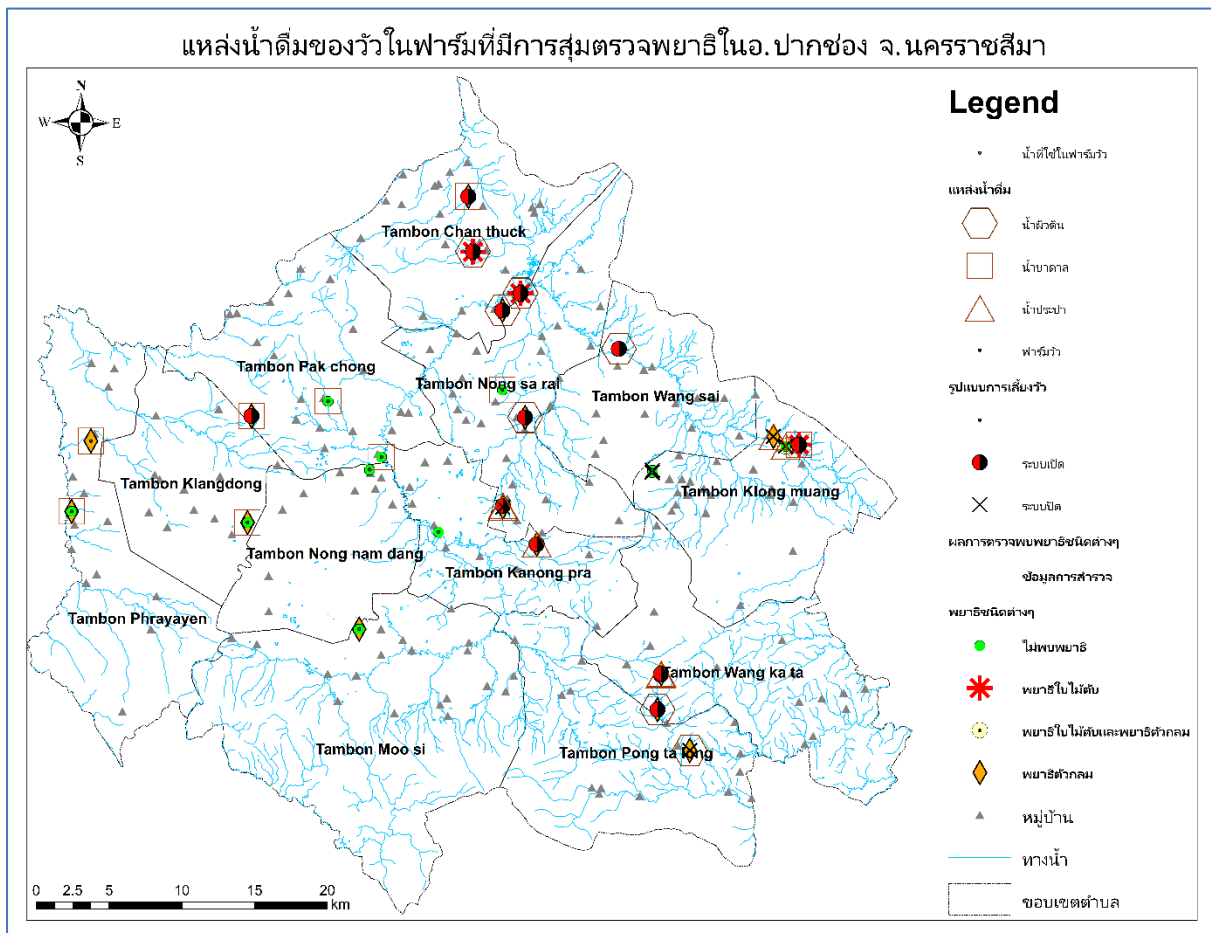 แหล่งน้ำดื่มของวัวในฟาร์มที่มีการสุ่มตรวจพยาธิในอ.ปากช่อง จ.นครราชสีมา
N
W
E
S
Tambon Chan thuck
Tambon Pak chong
Tambon Nong sa rai
Tambon Wang sai
Tambon Klangdong
Tambon Klong muang
Tambon Nong nam dang
Tambon Kanong pra
Tambon Phrayayen
Tambon Wang ka ta
Tambon Moo si
Tambon Pong ta long
0 2.5 5 10 15 20
km
Legend
น้ำที่ใช้ในฟาร์มวัว
แหล่งน้ำดื่ม
น้ำผิวดิน
น้ำบาดาล
น้ำประปา
ฟาร์มวัว
รูปแบบการเลี้ยงวัว
ระบบเปิด
ระบบปิด
ผลการตรวจพบพยาธิชนิดต่างๆ
ข้อมูลการสำรวจ
พยาธิชนิดต่างๆ
ไม่พบพยาธิ
พยาธิใบไม้ตับ
พยาธิใบไม้ตับและพยาธิตัวกลม
พยาธิตัวกลม
หมู่บ้าน
ทางน้ำ
ขอบเขตตำบล